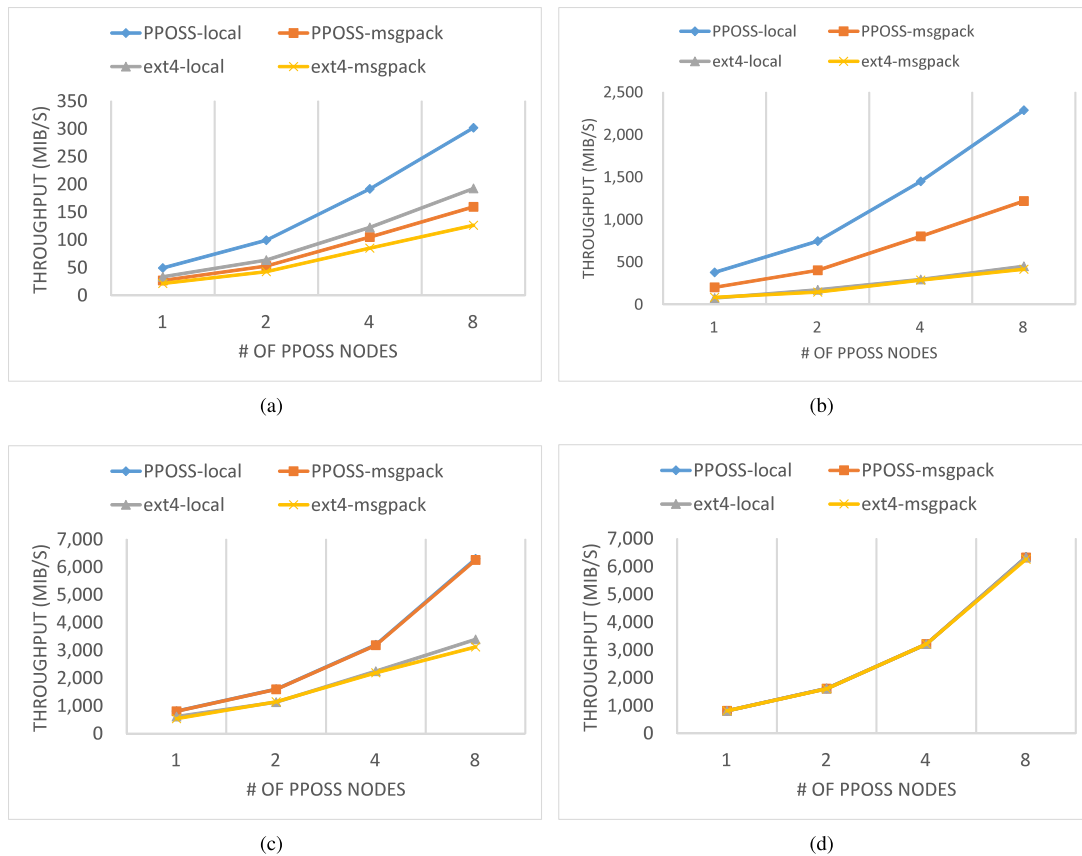 PPOSS-local PPOSS-msgpack
ext4-local ext4-msgpack
350
300
250
200
150
100
50
0
THROUGHPUT (MIB/S)
1 2 4 8
# OF PPOSS NODES
(a)
PPOSS-local PPOSS-msgpack
ext4-local ext4-msgpack
2,500
2,000
1,500
1,000
500
0
THROUGHPUT (MIB/S)
1 2 4 8
# OF PPOSS NODES
(b)
PPOSS-local PPOSS-msgpack
ext4-local ext4-msgpack
7,000
6,000
5,000
4,000
3,000
2,000
1,000
0
THROUGHPUT (MIB/S)
1 2 4 8
# OF PPOSS NODES
(c)
PPOSS-local PPOSS-msgpack
ext4-local ext4-msgpack
7,000
6,000
5,000
4,000
3,000
2,000
1,000
0
THROUGHPUT (MIB/S)
1 2 4 8
# OF PPOSS NODES
(d)